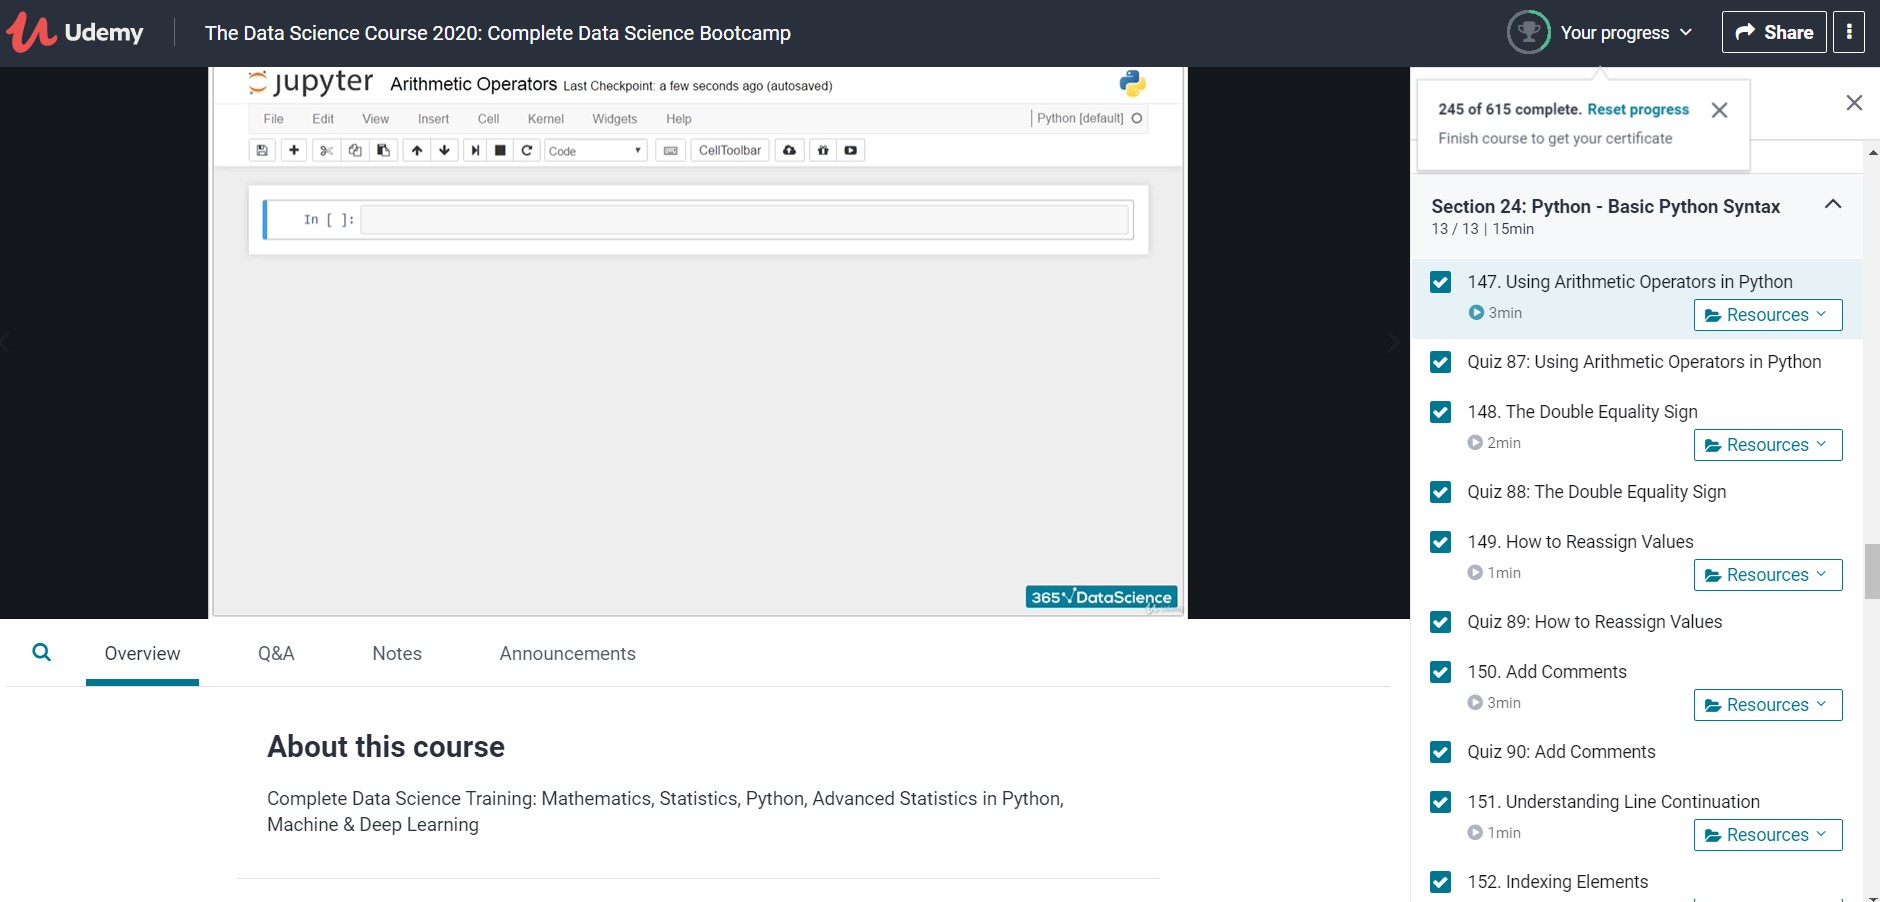 Udemy
The Data Science Course 2020: Complete Data Science Bootcamp
Your progress
Share
jupyter Arithmetic Operators Last Checkpoint: a few seconds ago (autosaved)
File Edit View Insert Cell Kernel Widgets Help
Python [default]
Code
CellToolbar
In [ ]:
365 DataScience
Overview
Q&A
Notes
Announcements
About this course
Complete Data Science Training: Mathematics, Statistics, Python, Advanced Statistics in Python,
Machine & Deep Learning
245 of 615 complete. Reset progress
Finish course to get your certificate
Section 24: Python - Basic Python Syntax
13 / 13 | 15min
147. Using Arithmetic Operators in Python
3min
Resources
Quiz 87: Using Arithmetic Operators in Python
148. The Double Equality Sign
2min
Resources
Quiz 88: The Double Equality Sign
149. How to Reassign Values
1min
Resources
Quiz 89: How to Reassign Values
150. Add Comments
3min
Resources
Quiz 90: Add Comments
151. Understanding Line Continuation
1min
Resources
152. Indexing Elements